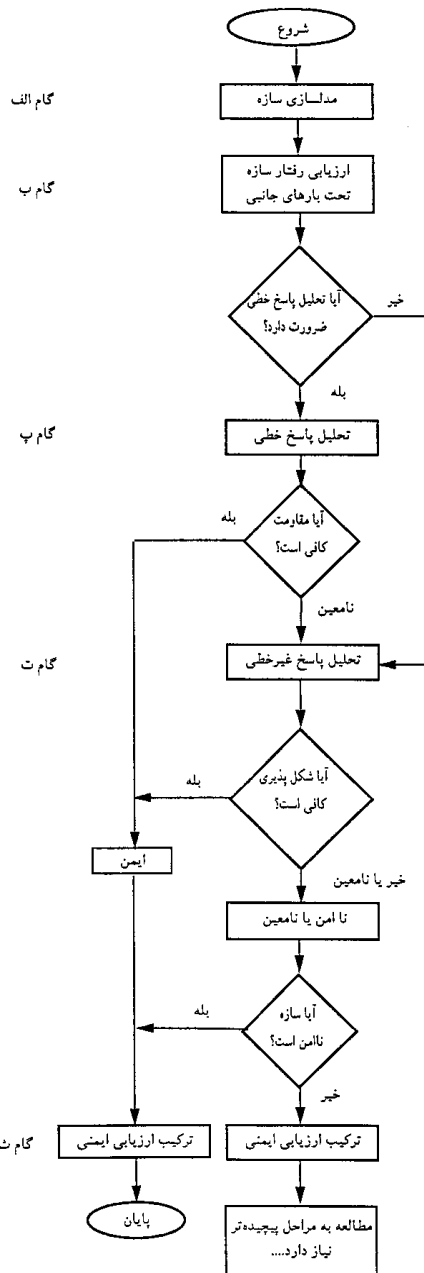 شروع
گام الف
مدلسازی سازه
گام ب
ارزیابی رفتار سازه
تحت بارهای جانبی
آیا تحلیل پاسخ خطی
ضرورت دارد؟
خیر
بله
گام پ
تحلیل پاسخ خطی
آیا مقاومت
کافی است؟
بله
نامعین
گام ت
تحلیل پاسخ غیرخطی
آیا شکل پذیری
کافی است؟
بله
ایمن
خیر یا نامعین
نا امن یا نامعین
آیا سازه
ناامن است؟
بله
خیر
گام ث
ترکیب ارزیابی ایمنی
ترکیب ارزیابی ایمنی
پایان
مطالعه به مراحل پیچیده‌تر
نیاز دارد....